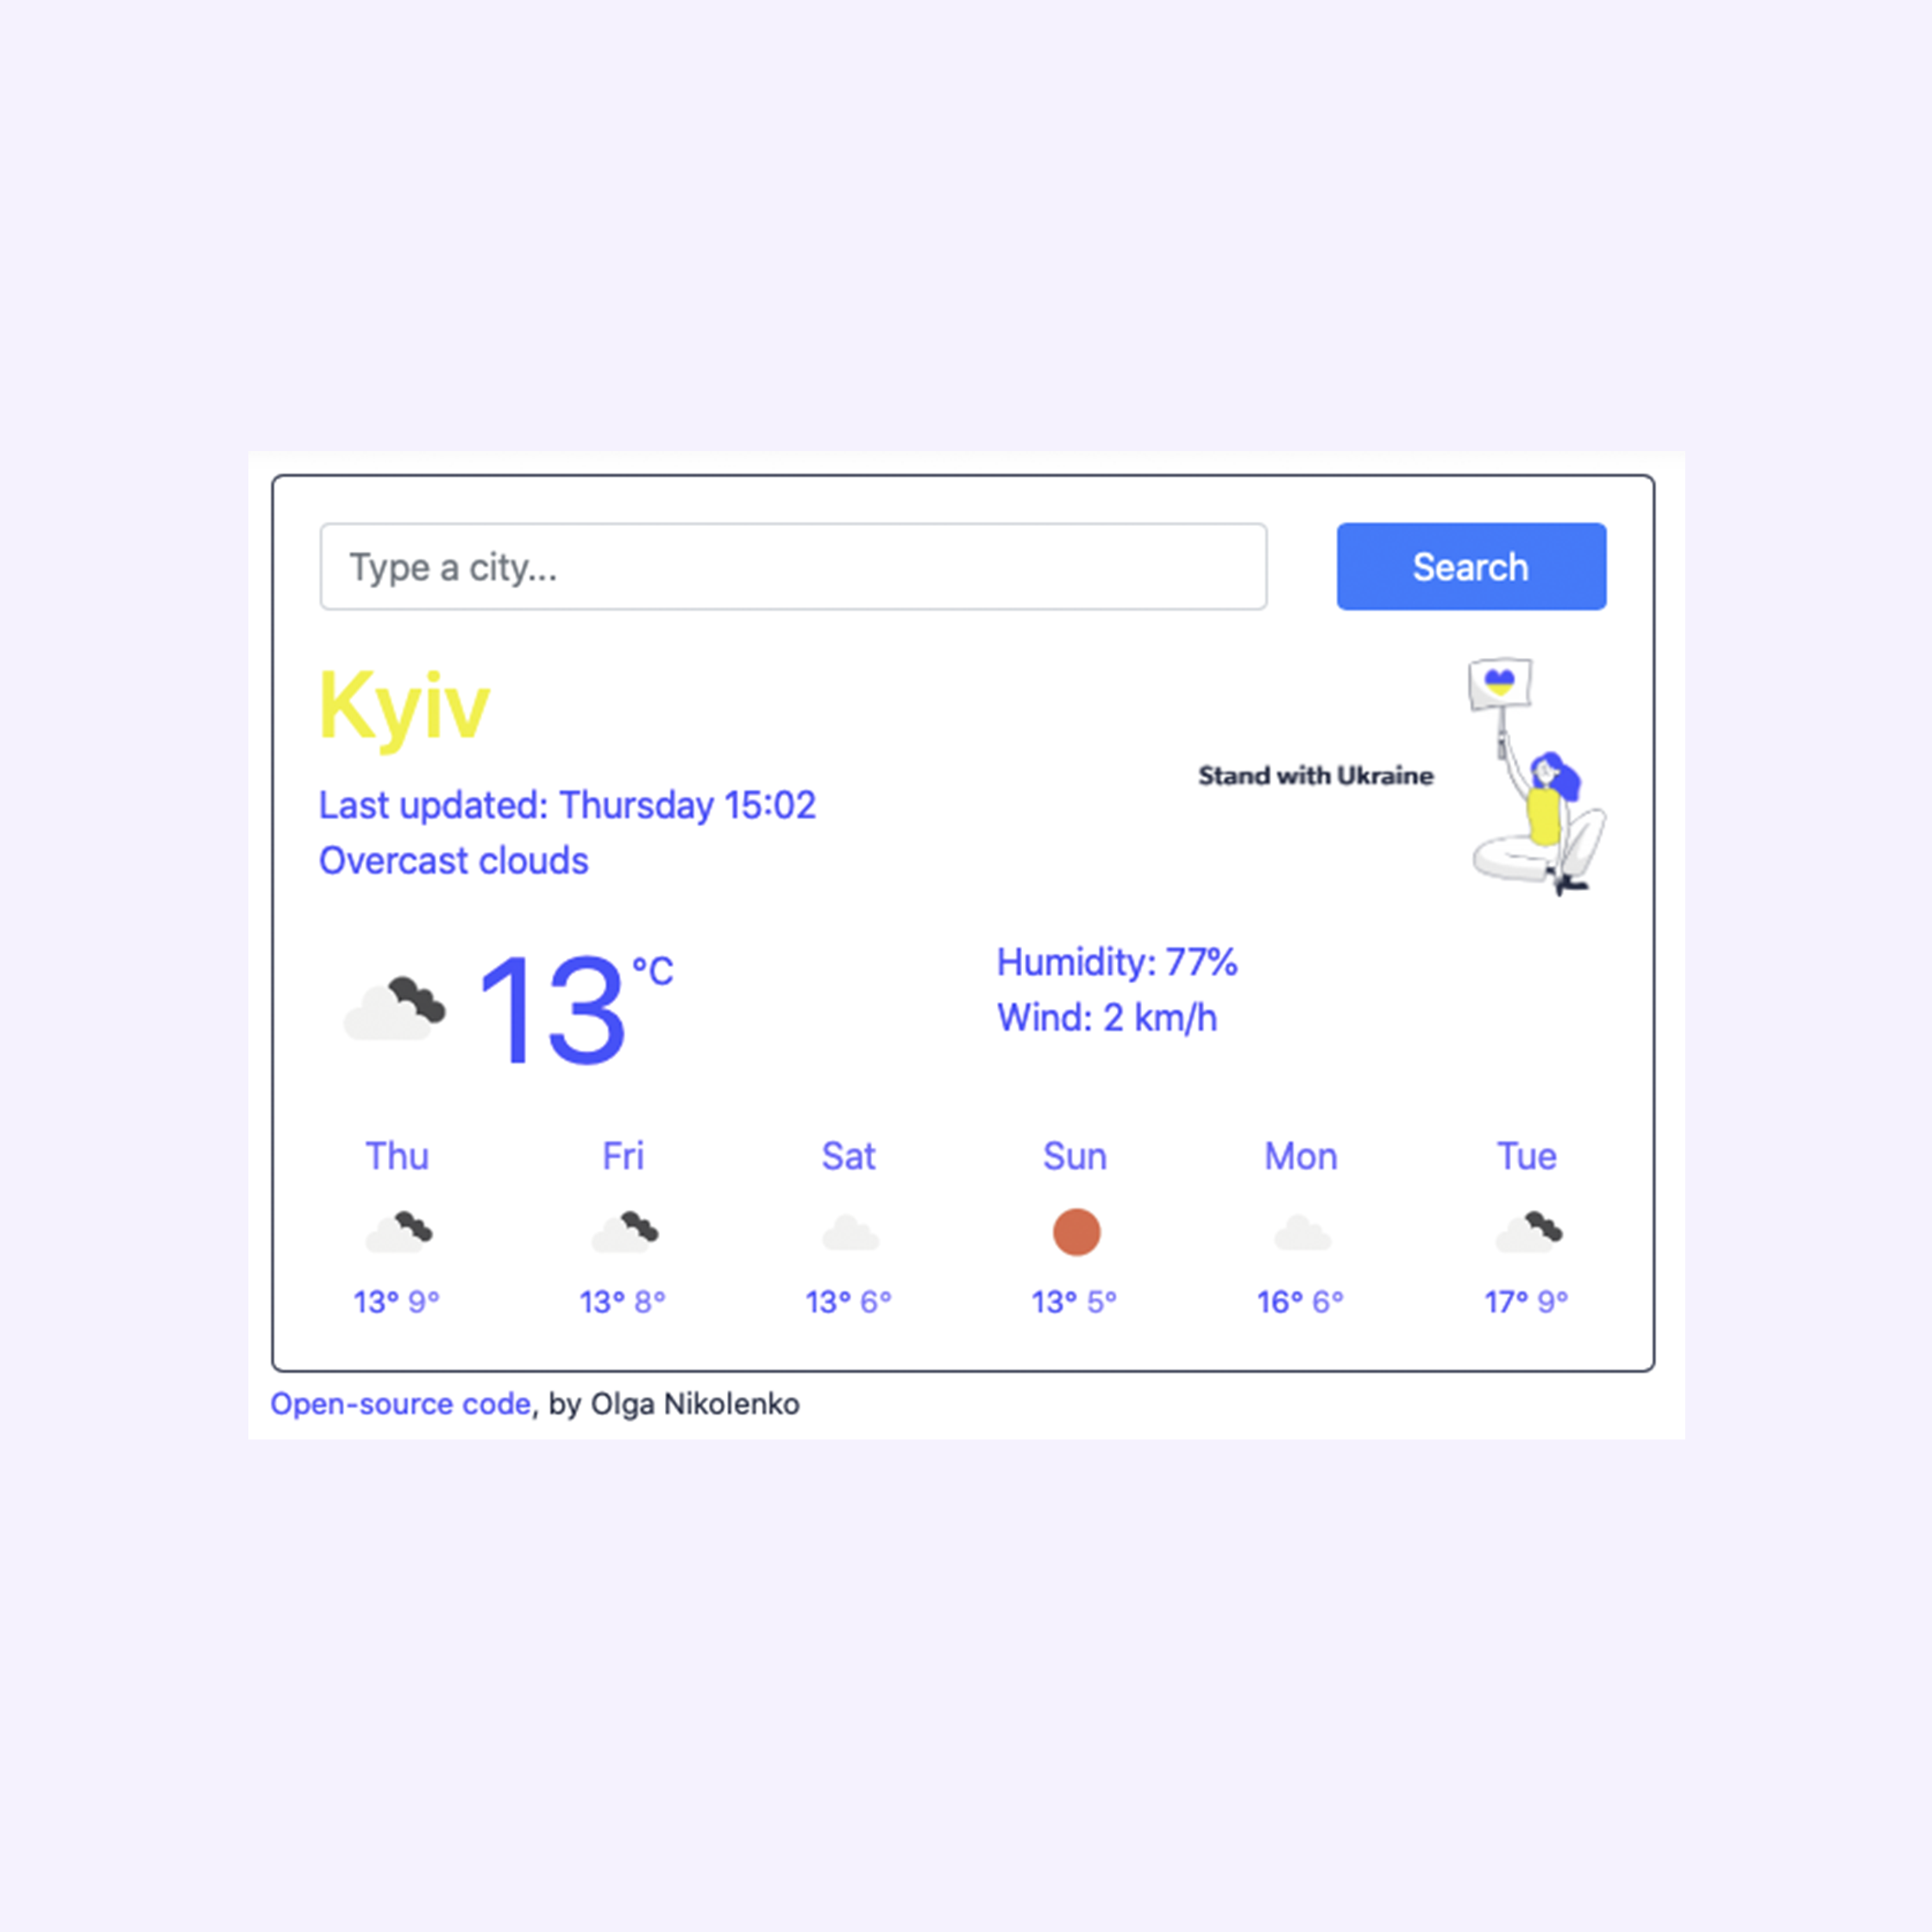 Type a city...
Search
Kyiv
Stand with Ukraine
Last updated: Thursday 15:02
Overcast clouds
13 °C
Humidity: 77%
Wind: 2 km/h
Thu Fri Sat Sun Mon Tue
13° 9° 13° 8° 13° 6° 13° 5° 16° 6° 17° 9°
Open-source code, by Olga Nikolenko